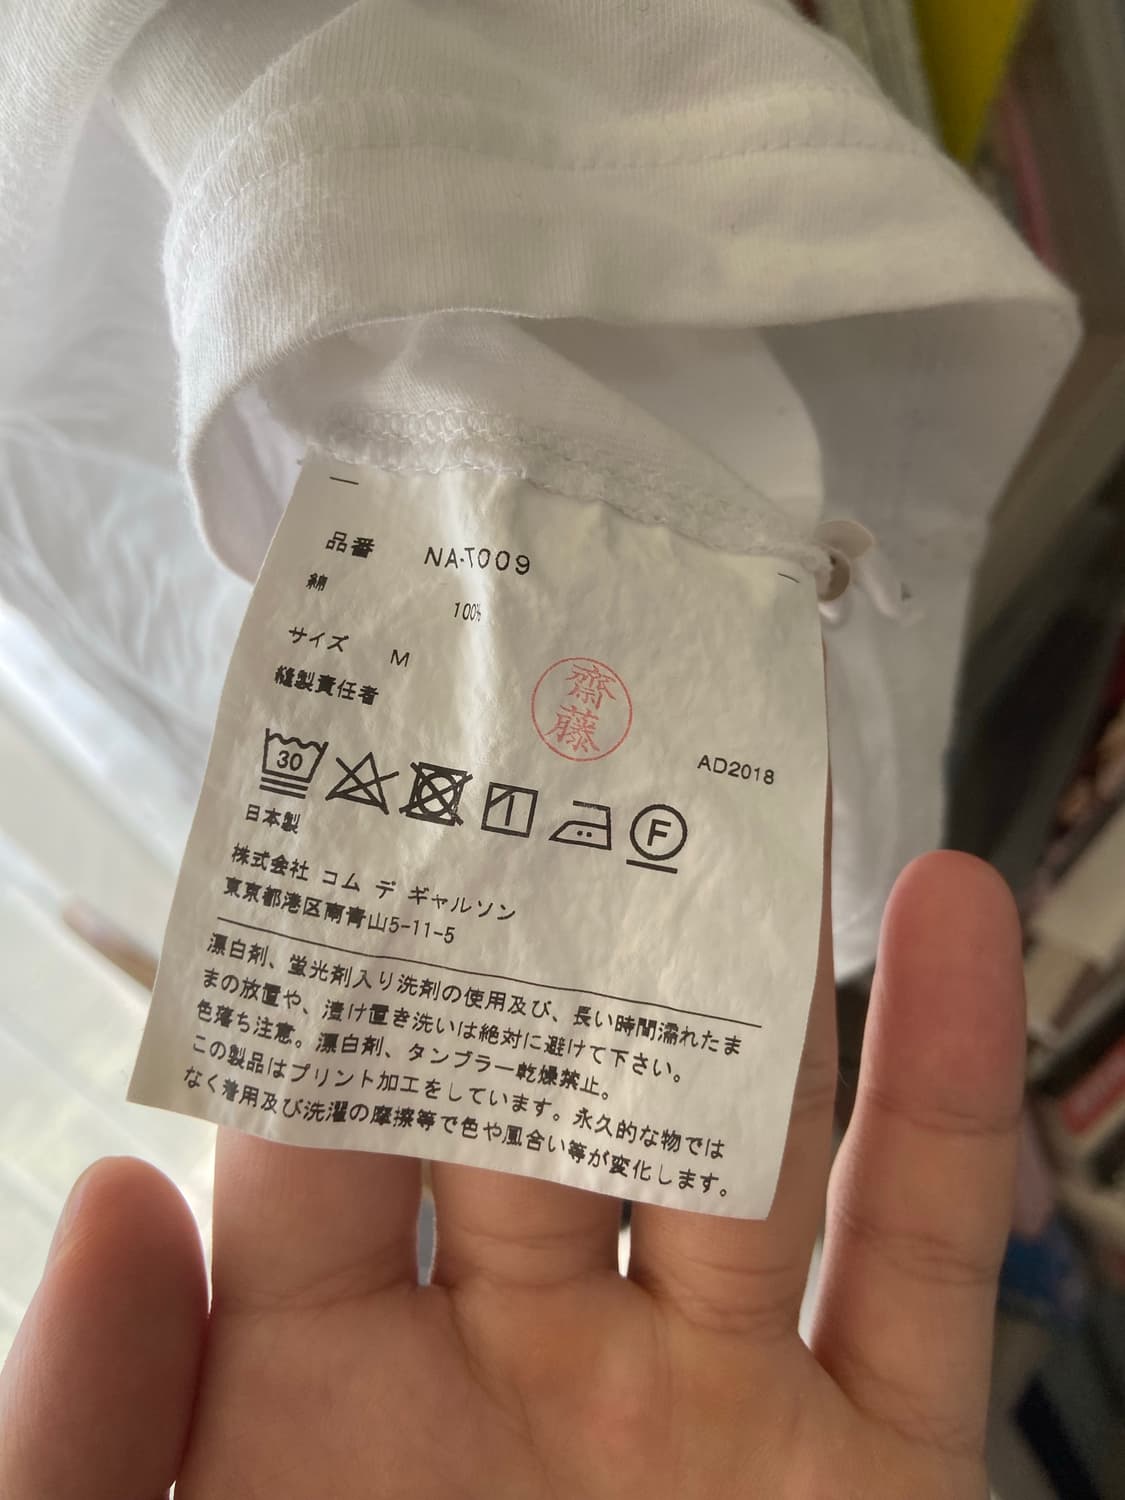 品番 NA-T009
綿 100%
サイズ M
縫製責任者
齋藤
AD2018
30
F
日本製
株式会社 コム デ ギャルソン
東京都港区南青山5-11-5
漂白剤、蛍光剤入り洗剤の使用及び、長い時間濡れたま
まの放置や、漬け置き洗いは絶対に避けて下さい。
色落ち注意。漂白剤、タンブラー乾燥禁止。
この製品はプリント加工をしています。永久的な物では
なく着用及び洗濯の摩擦等で色や風合い等が変化します。